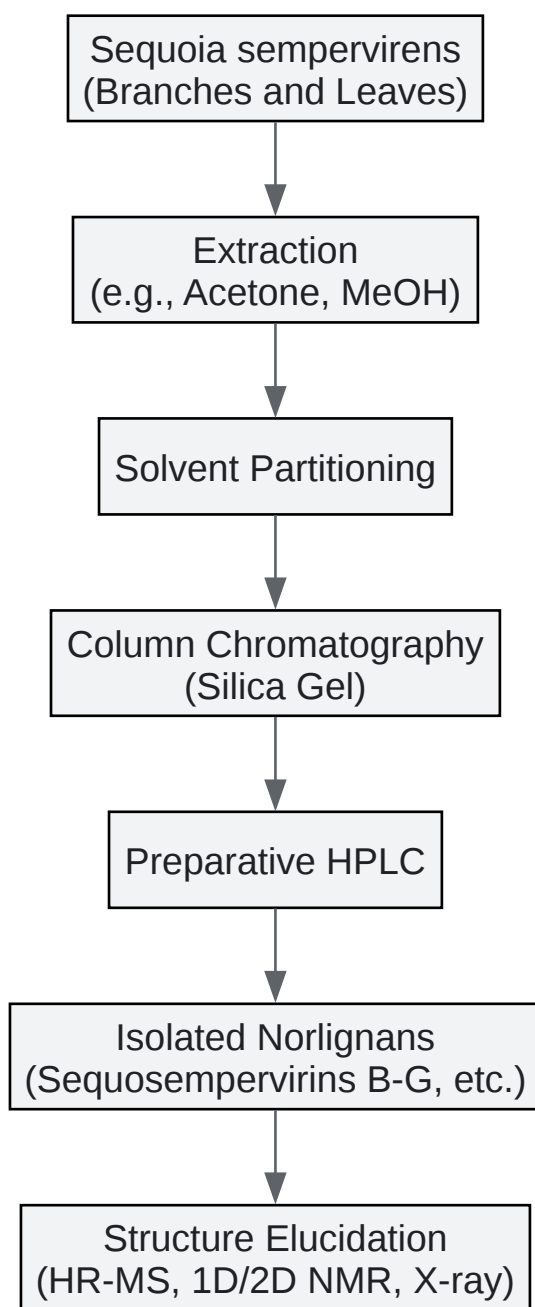 Sequoia sempervirens
(Branches and Leaves)
Extraction
(e.g., Acetone, MeOH)
Solvent Partitioning
Column Chromatography
(Silica Gel)
Preparative HPLC
Isolated Norlignans
(Sequosempervirins B-G, etc.)
Structure Elucidation
(HR-MS, 1D/2D NMR, X-ray)